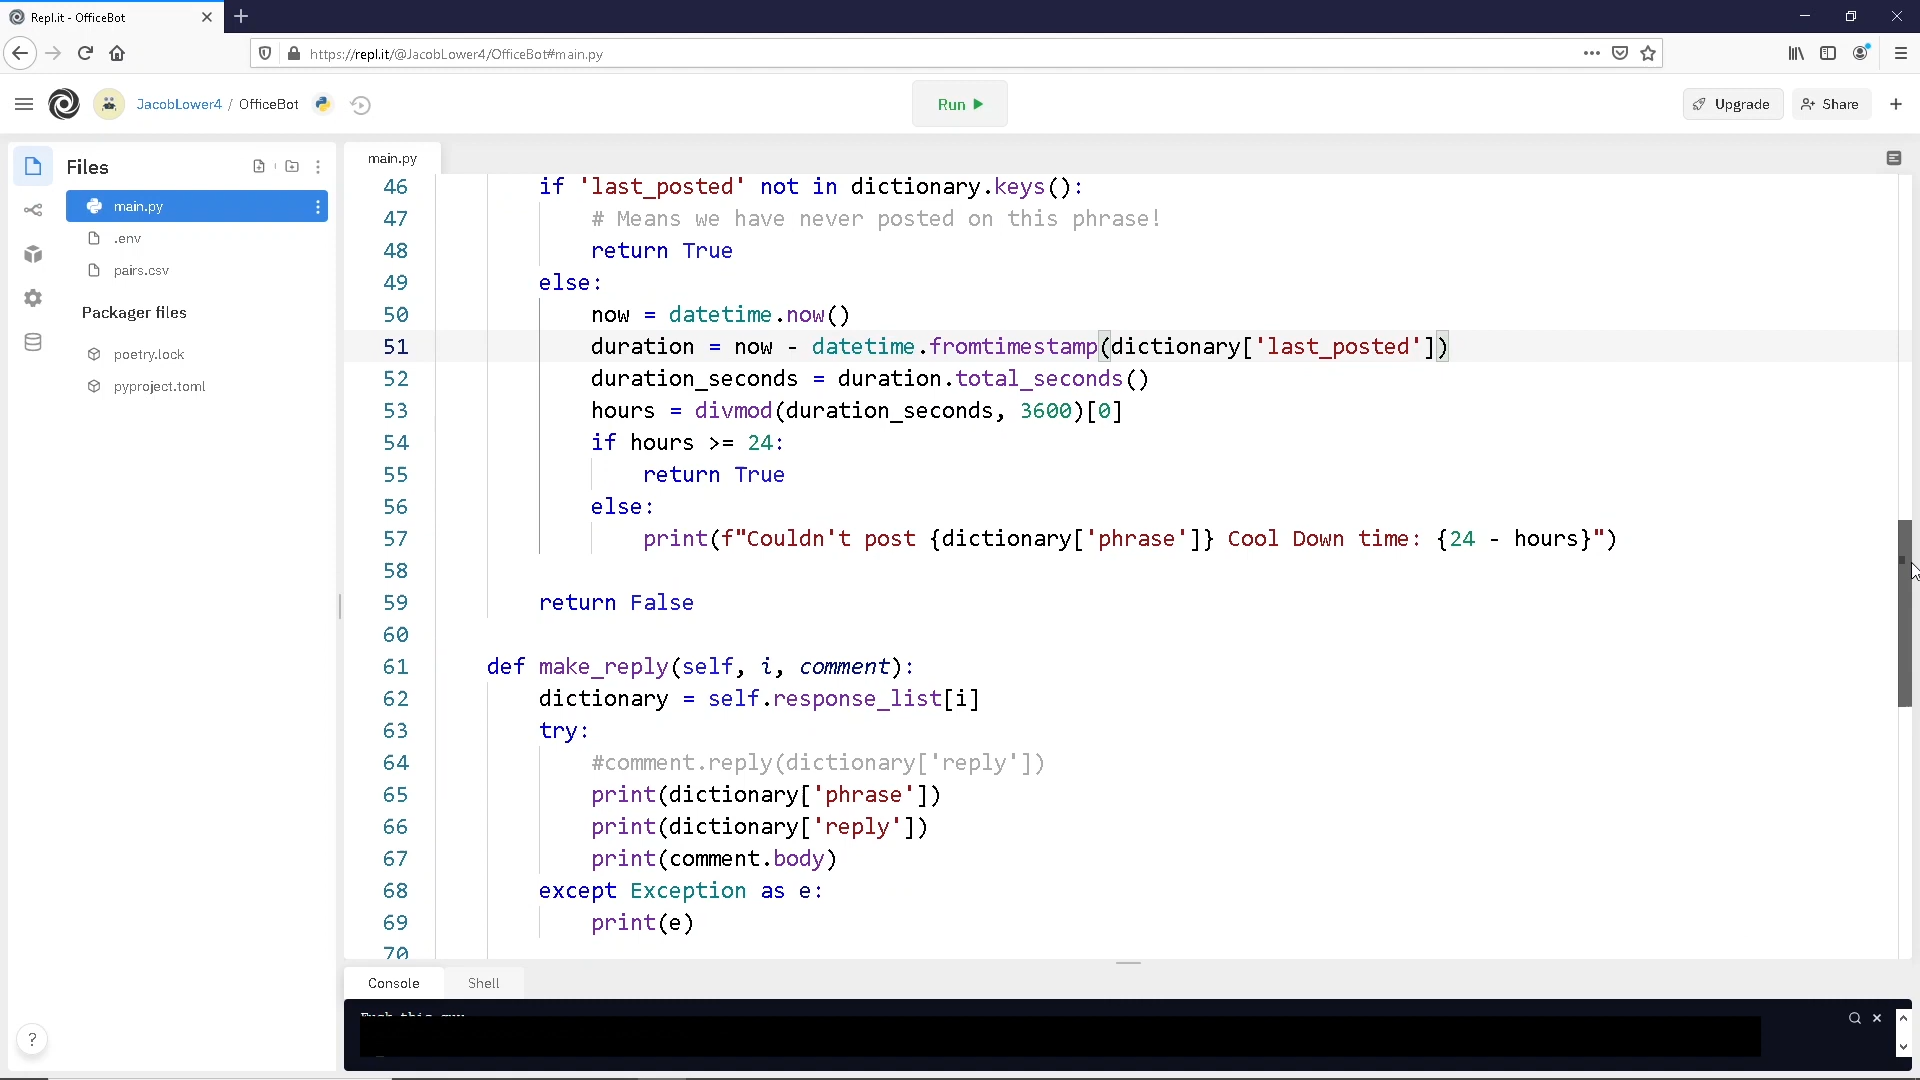 Repl.it - OfficeBot
https://repl.it/@JacobLower4/OfficeBot#main.py
JacobLower4 / OfficeBot
Run
Upgrade
Share
Files
main.py
.env
pairs.csv
Packager files
poetry.lock
pyproject.toml
main.py
46 if 'last_posted' not in dictionary.keys():
47 # Means we have never posted on this phrase!
48 return True
49 else:
50 now = datetime.now()
51 duration = now - datetime.fromtimestamp(dictionary['last_posted'])
52 duration_seconds = duration.total_seconds()
53 hours = divmod(duration_seconds, 3600)[0]
54 if hours >= 24:
55 return True
56 else:
57 print(f"Couldn't post {dictionary['phrase']} Cool Down time: {24 - hours}")
58
59 return False
60
61 def make_reply(self, i, comment):
62 dictionary = self.response_list[i]
63 try:
64 #comment.reply(dictionary['reply'])
65 print(dictionary['phrase'])
66 print(dictionary['reply'])
67 print(comment.body)
68 except Exception as e:
69 print(e)
70
Console
Shell
?